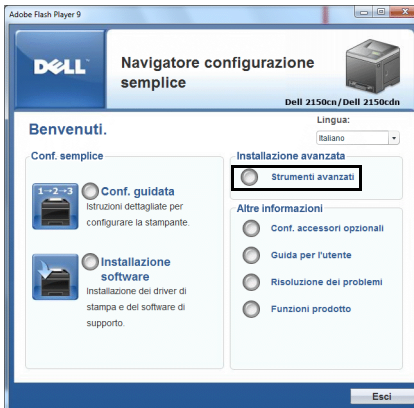 Adobe Flash Player 9
DELL
Navigatore configurazione
semplice
Dell 2150cn/Dell 2150cdn
Benvenuti.
Lingua:
Italiano
Conf. semplice
1→2→3
Conf. guidata
Istruzioni dettagliate per
configurare la stampante.
Installazione
software
Installazione dei driver di
stampa e del software di
supporto.
Installazione avanzata
Strumenti avanzati
Altre informazioni
Conf. accessori opzionali
Guida per l'utente
Risoluzione dei problemi
Funzioni prodotto
Esci